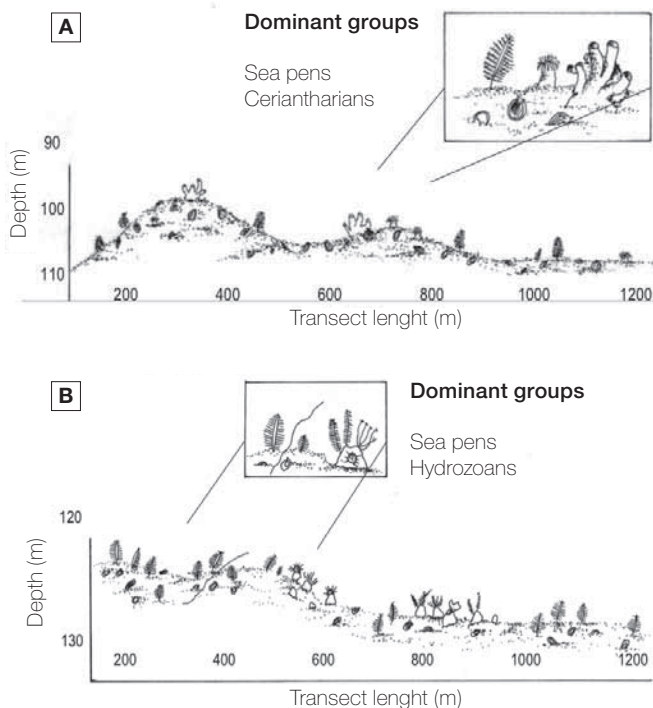 A
Dominant groups
Sea pens
Ceriantharians
Depth (m)
90
100
110
200 400 600 800 1000 1200
Transect lenght (m)
B
Dominant groups
Sea pens
Hydrozoans
Depth (m)
120
130
200 400 600 800 1000 1200
Transect lenght (m)